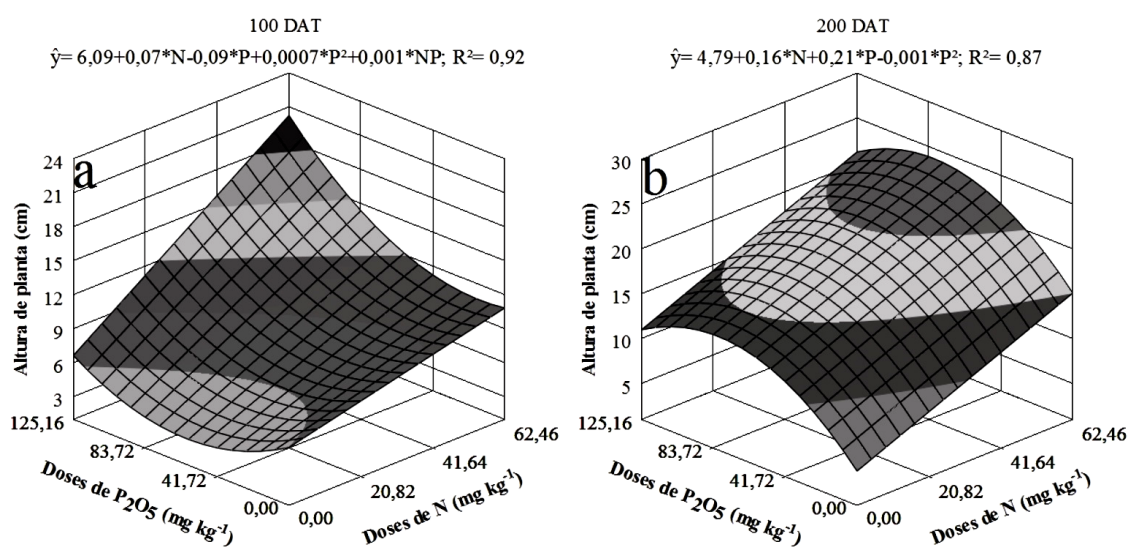 100 DAT
ŷ= 6,09+0,07*N-0,09*P+0,0007*P²+0,001*NP; R²= 0,92
a
Altura de planta (cm)
24
21
18
15
12
9
6
3
125,16
83,72
41,72
0,00
Doses de P₂O₅ (mg kg⁻¹)
0,00
20,82
41,64
62,46
Doses de N (mg kg⁻¹)
200 DAT
ŷ= 4,79+0,16*N+0,21*P-0,001*P²; R²= 0,87
b
Altura de planta (cm)
30
25
20
15
10
5
125,16
83,72
41,72
0,00
Doses de P₂O₅ (mg kg⁻¹)
0,00
20,82
41,64
62,46
Doses de N (mg kg⁻¹)